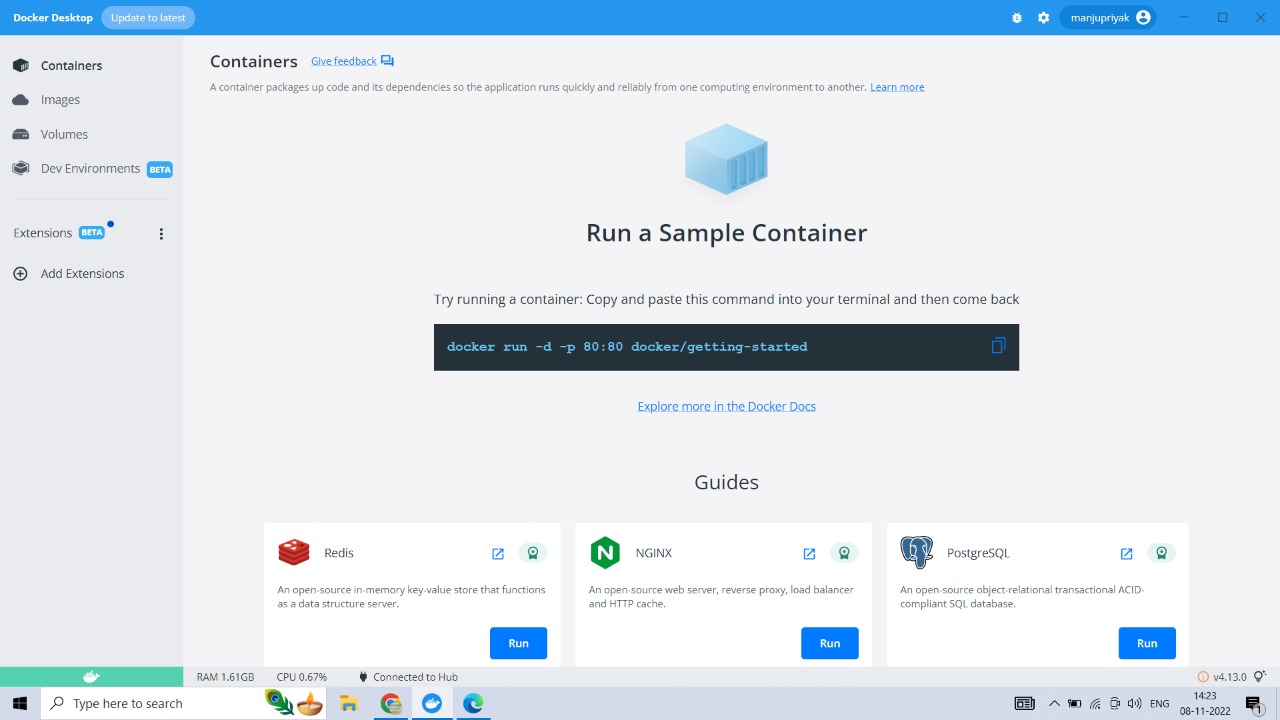 Docker Desktop Update to latest manjupriyak
Containers
Images
Volumes
Dev Environments BETA
Extensions BETA
Add Extensions
Containers Give feedback
A container packages up code and its dependencies so the application runs quickly and reliably from one computing environment to another. Learn more
Run a Sample Container
Try running a container: Copy and paste this command into your terminal and then come back
docker run -d -p 80:80 docker/getting-started
Explore more in the Docker Docs
Guides
Redis
An open-source in-memory key-value store that functions
as a data structure server.
Run
NGINX
An open-source web server, reverse proxy, load balancer
and HTTP cache.
Run
PostgreSQL
An open-source object-relational transactional ACID-
compliant SQL database.
Run
RAM 1.61GB CPU 0.67% Connected to Hub v4.13.0
Type here to search
ENG
14:23
08-11-2022
1